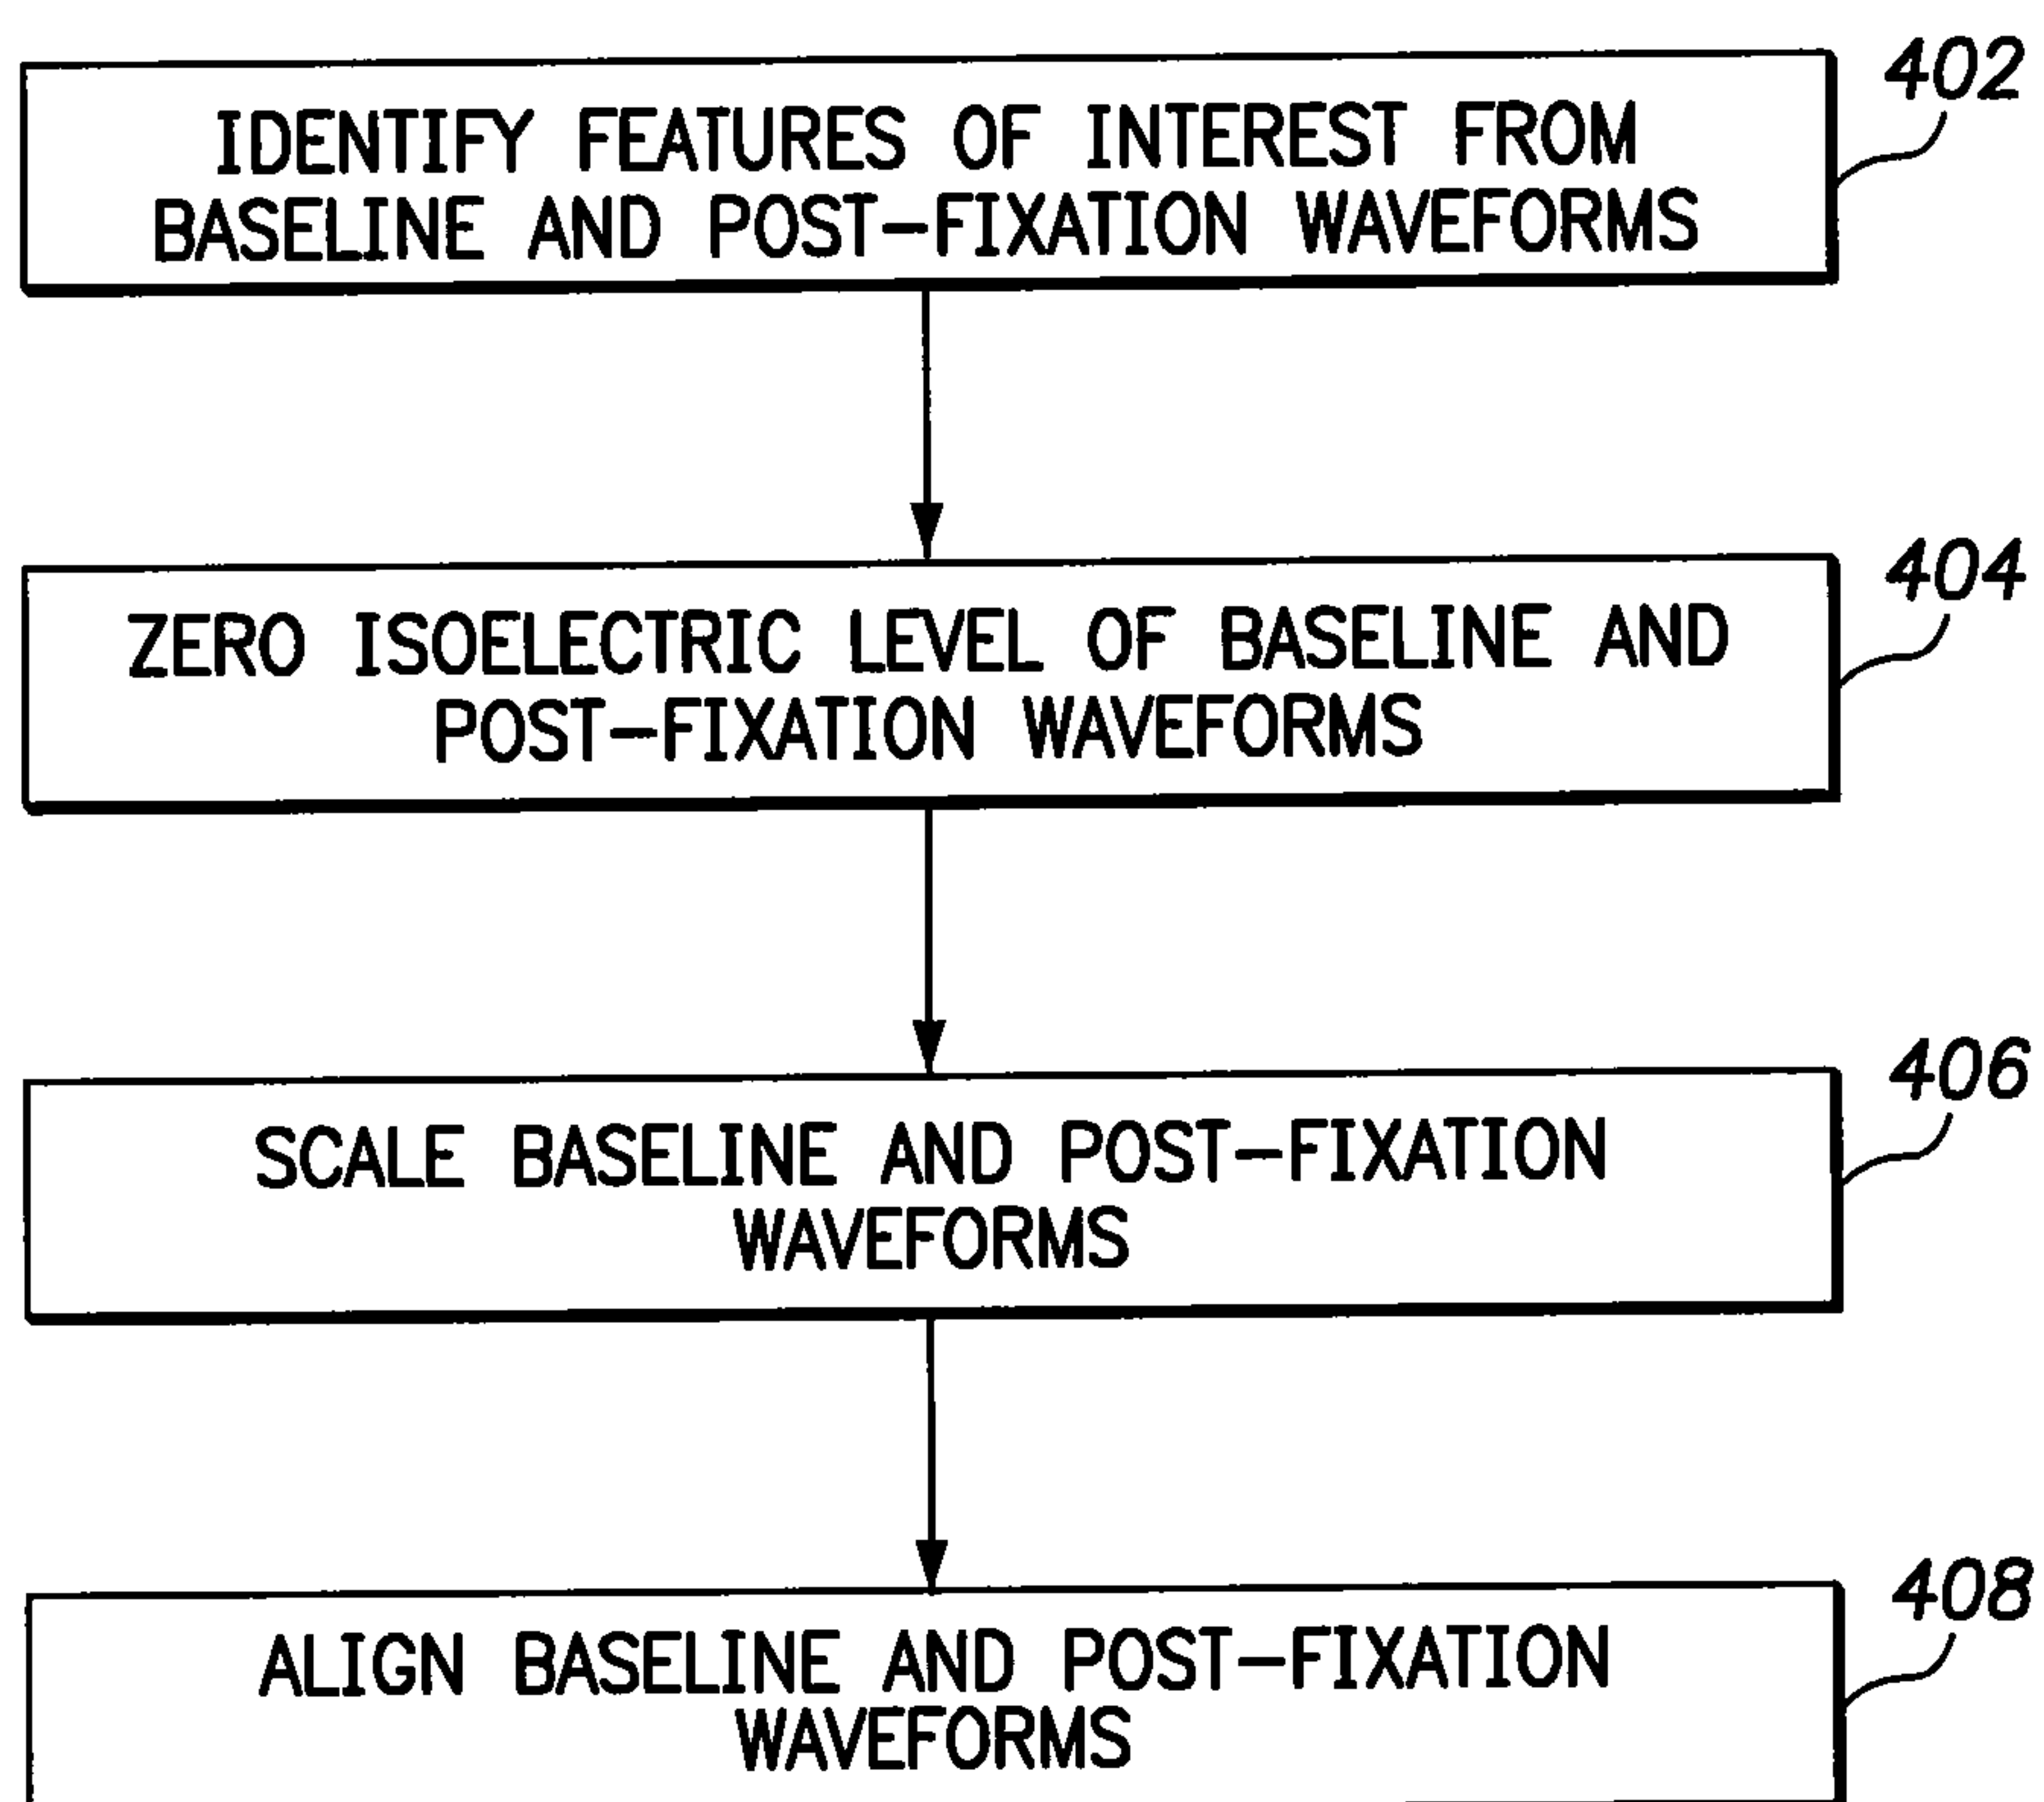 402
IDENTIFY FEATURES OF INTEREST FROM
BASELINE AND POST-FIXATION WAVEFORMS
404
ZERO ISOELECTRIC LEVEL OF BASELINE AND
POST-FIXATION WAVEFORMS
406
SCALE BASELINE AND POST-FIXATION
WAVEFORMS
408
ALIGN BASELINE AND POST-FIXATION
WAVEFORMS